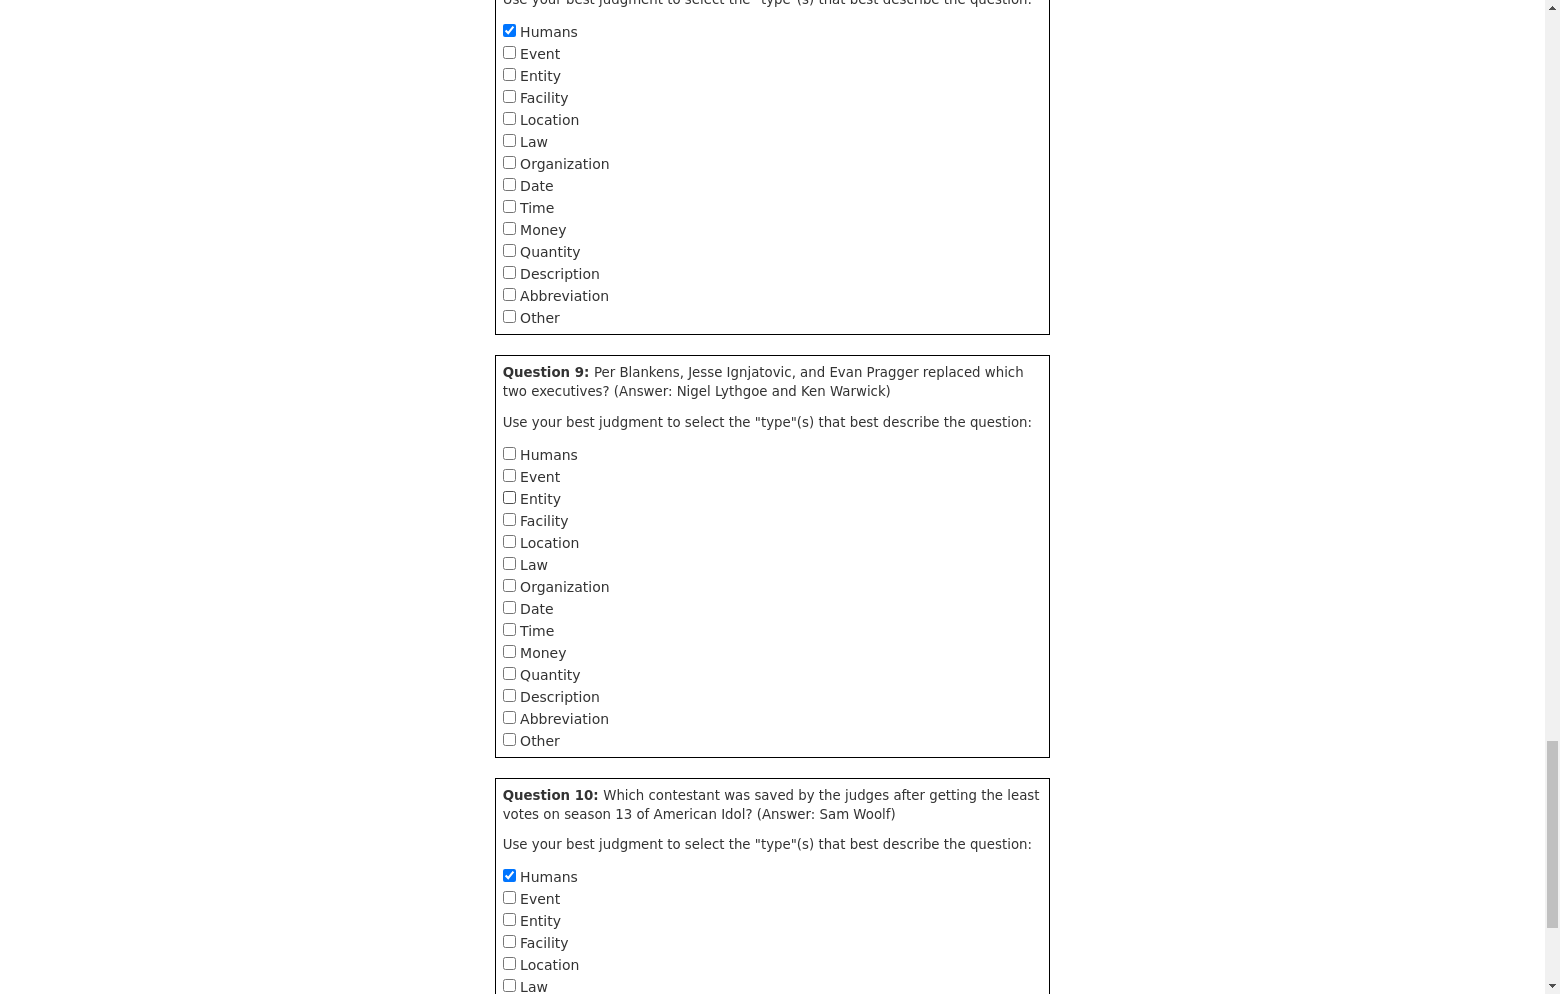 Use your best judgment to select the "type"(s) that best describe the question:
Humans
Event
Entity
Facility
Location
Law
Organization
Date
Time
Money
Quantity
Description
Abbreviation
Other
Question 9: Per Blankens, Jesse Ignjatovic, and Evan Pragger replaced which
two executives? (Answer: Nigel Lythgoe and Ken Warwick)
Use your best judgment to select the "type"(s) that best describe the question:
Humans
Event
Entity
Facility
Location
Law
Organization
Date
Time
Money
Quantity
Description
Abbreviation
Other
Question 10: Which contestant was saved by the judges after getting the least
votes on season 13 of American Idol? (Answer: Sam Woolf)
Use your best judgment to select the "type"(s) that best describe the question:
Humans
Event
Entity
Facility
Location
Law